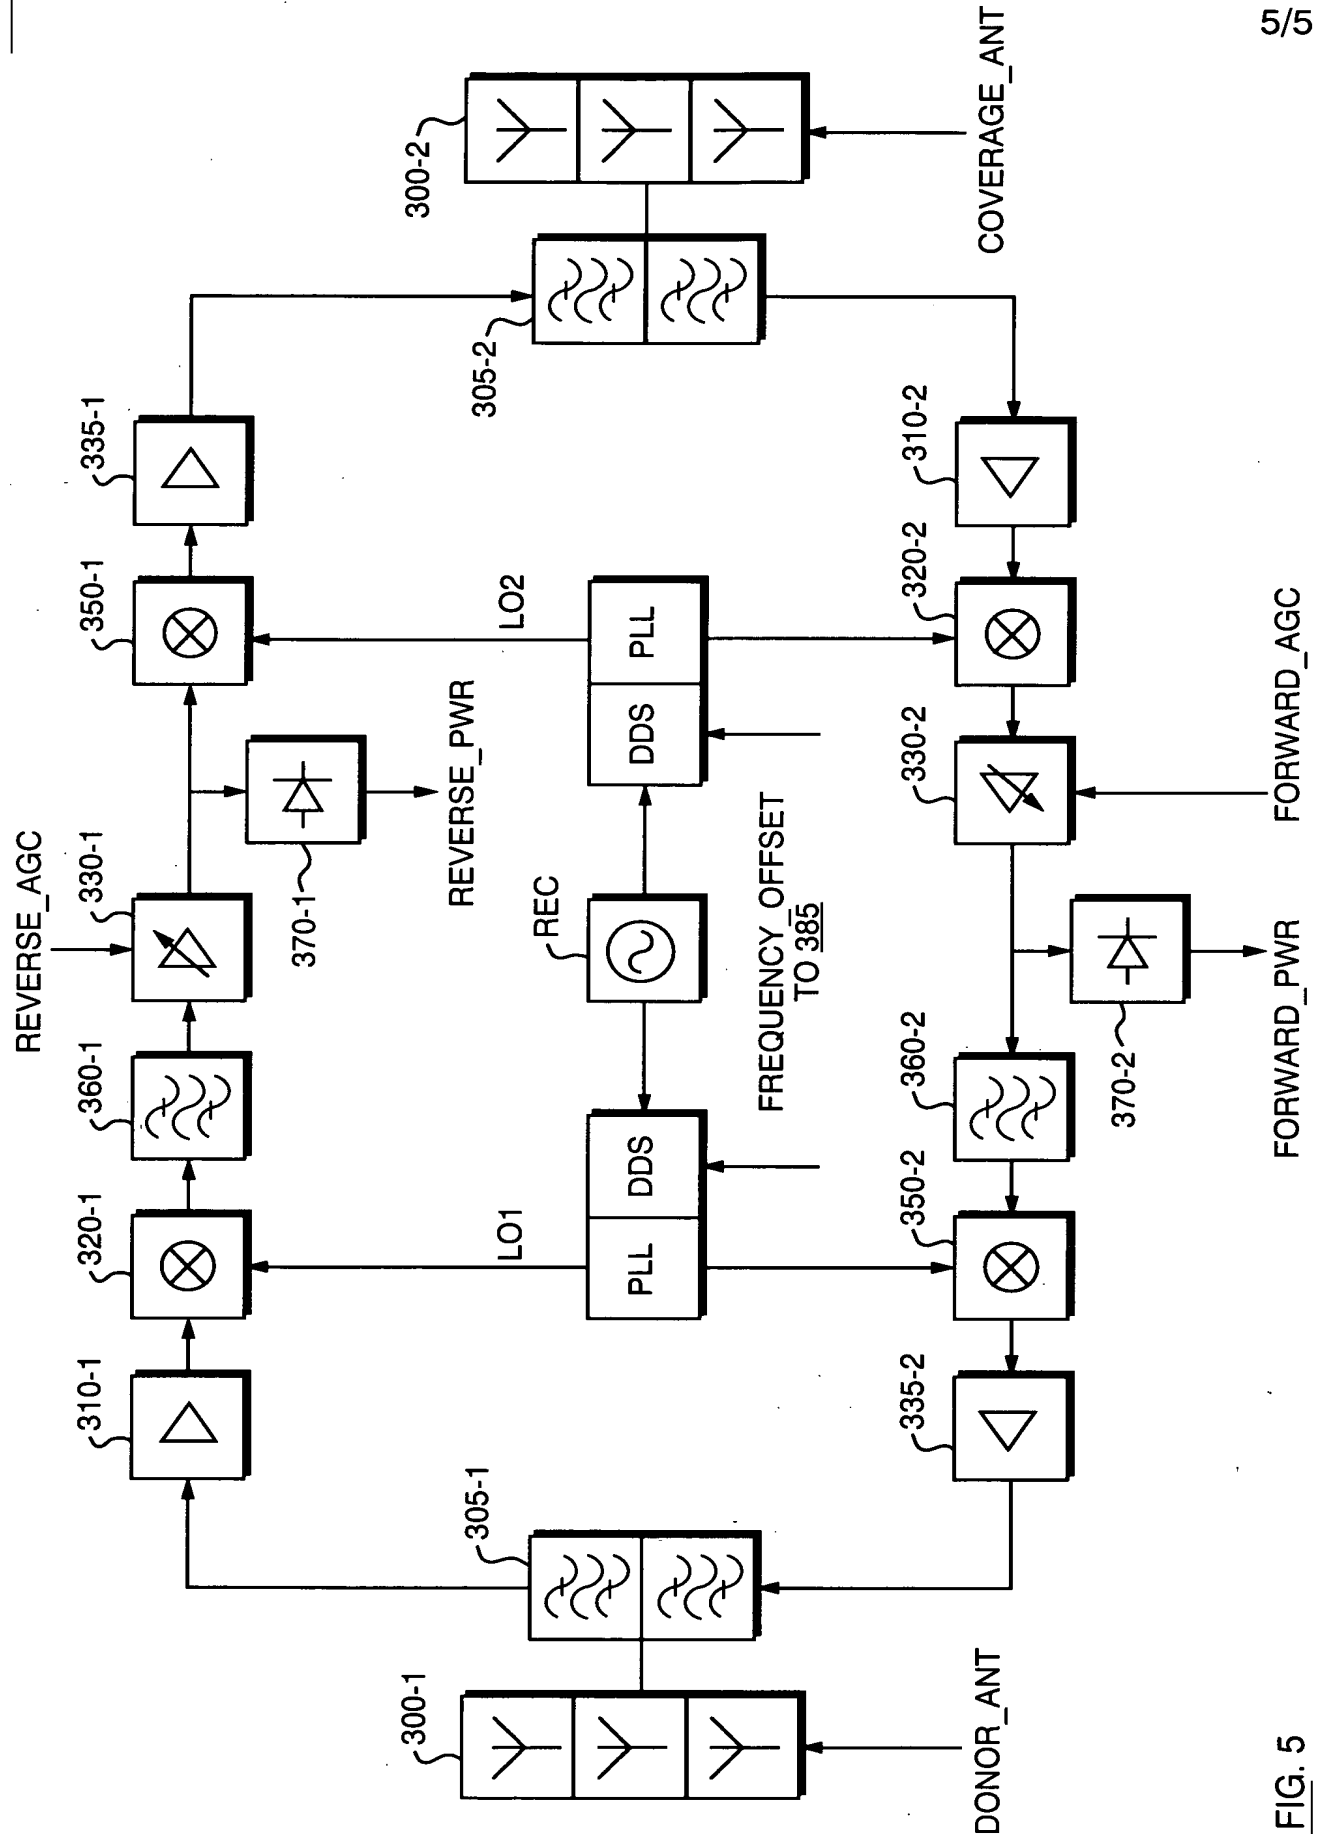 5/5
REVERSE_AGC
310-1
320-1
360-1
330-1
350-1
335-1
370-1
REVERSE_PWR
300-1
305-1
LO1
LO2
PLL
DDS
REC
DDS
PLL
305-2
300-2
FREQUENCY_OFFSET
TO 385
DONOR_ANT
COVERAGE_ANT
335-2
350-2
360-2
330-2
320-2
310-2
370-2
FORWARD_PWR
FORWARD_AGC
FIG. 5